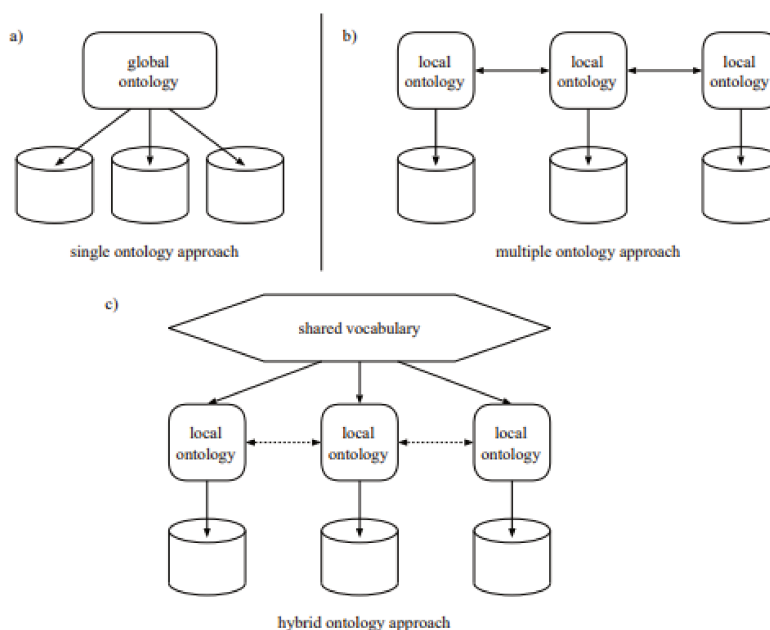 a)
global
ontology
single ontology approach
b)
local
ontology
local
ontology
local
ontology
multiple ontology approach
c)
shared vocabulary
local
ontology
local
ontology
local
ontology
hybrid ontology approach